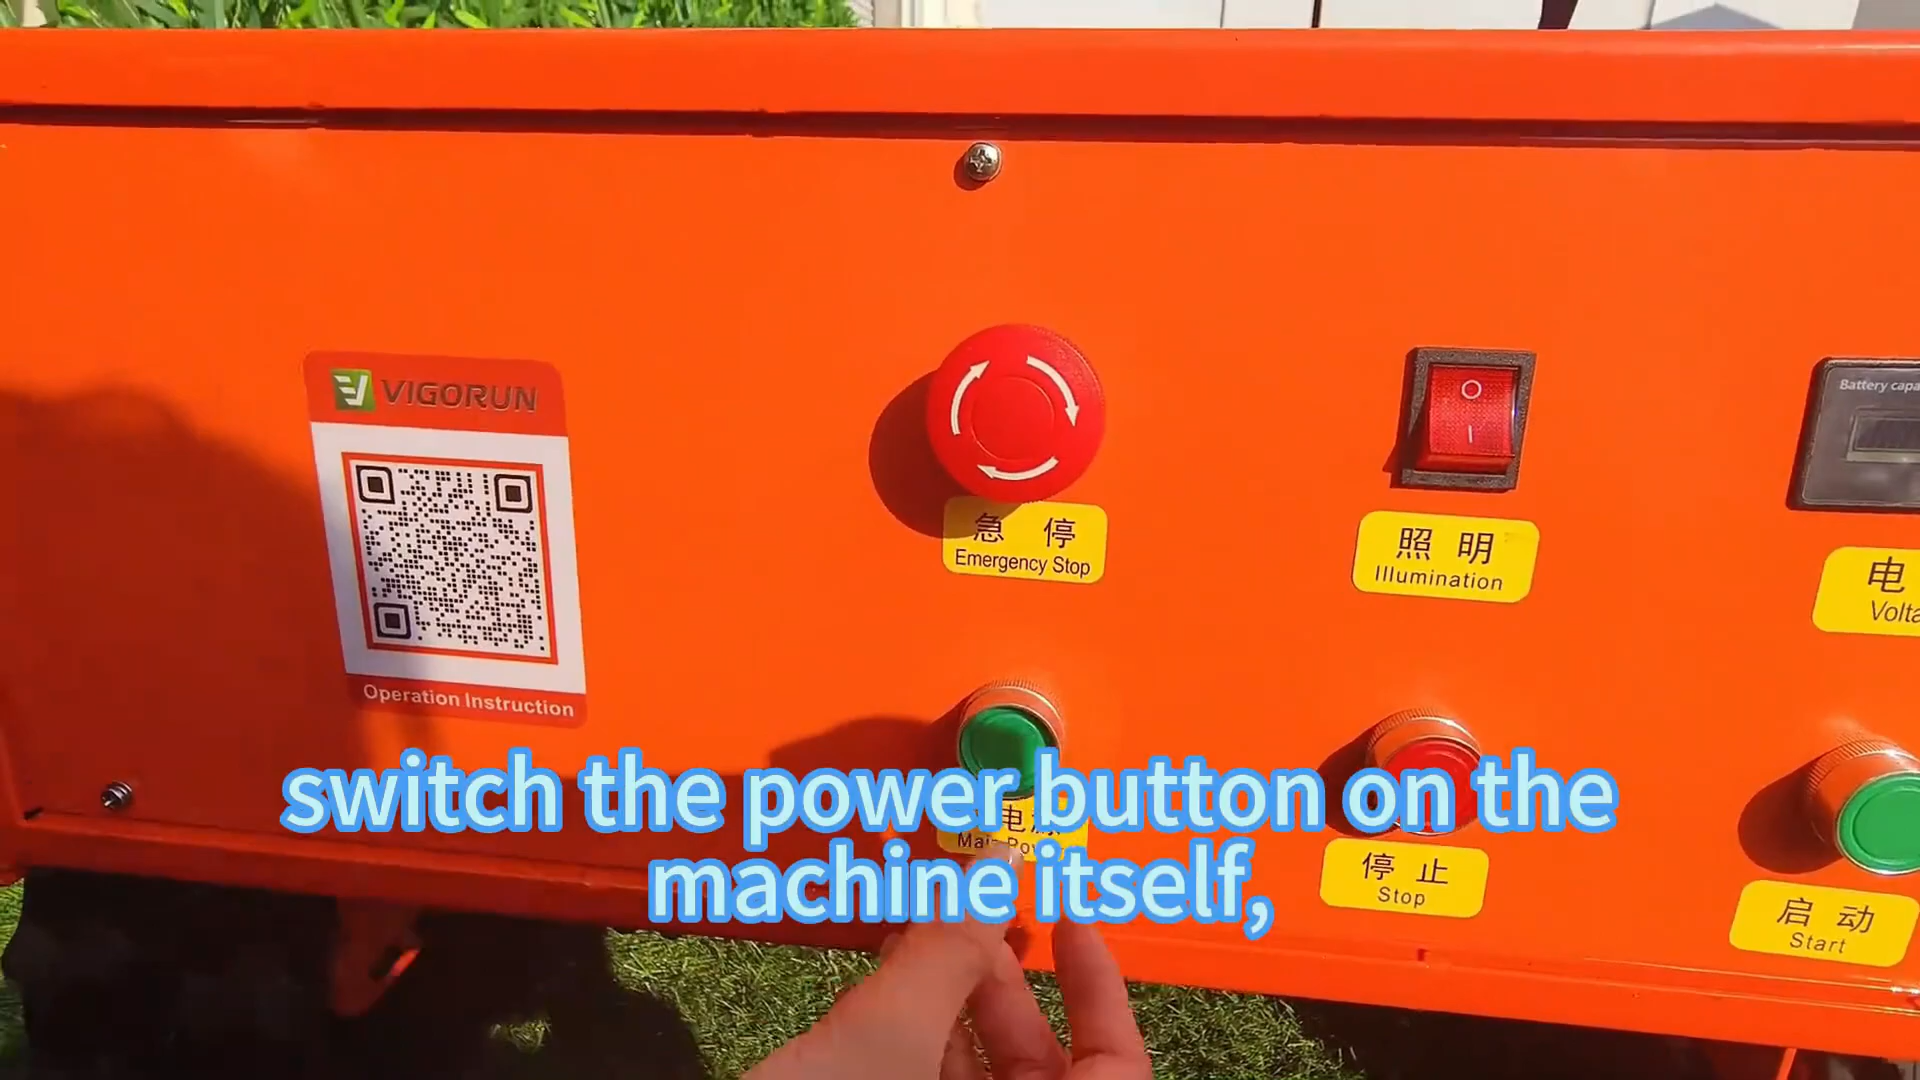 VIGORUN
Operation Instruction
急 停
Emergency Stop
O
I
照 明
Illumination
Battery capa
电
Volta
switch the power button on the
machine itself,
停 止
Stop
启 动
Start